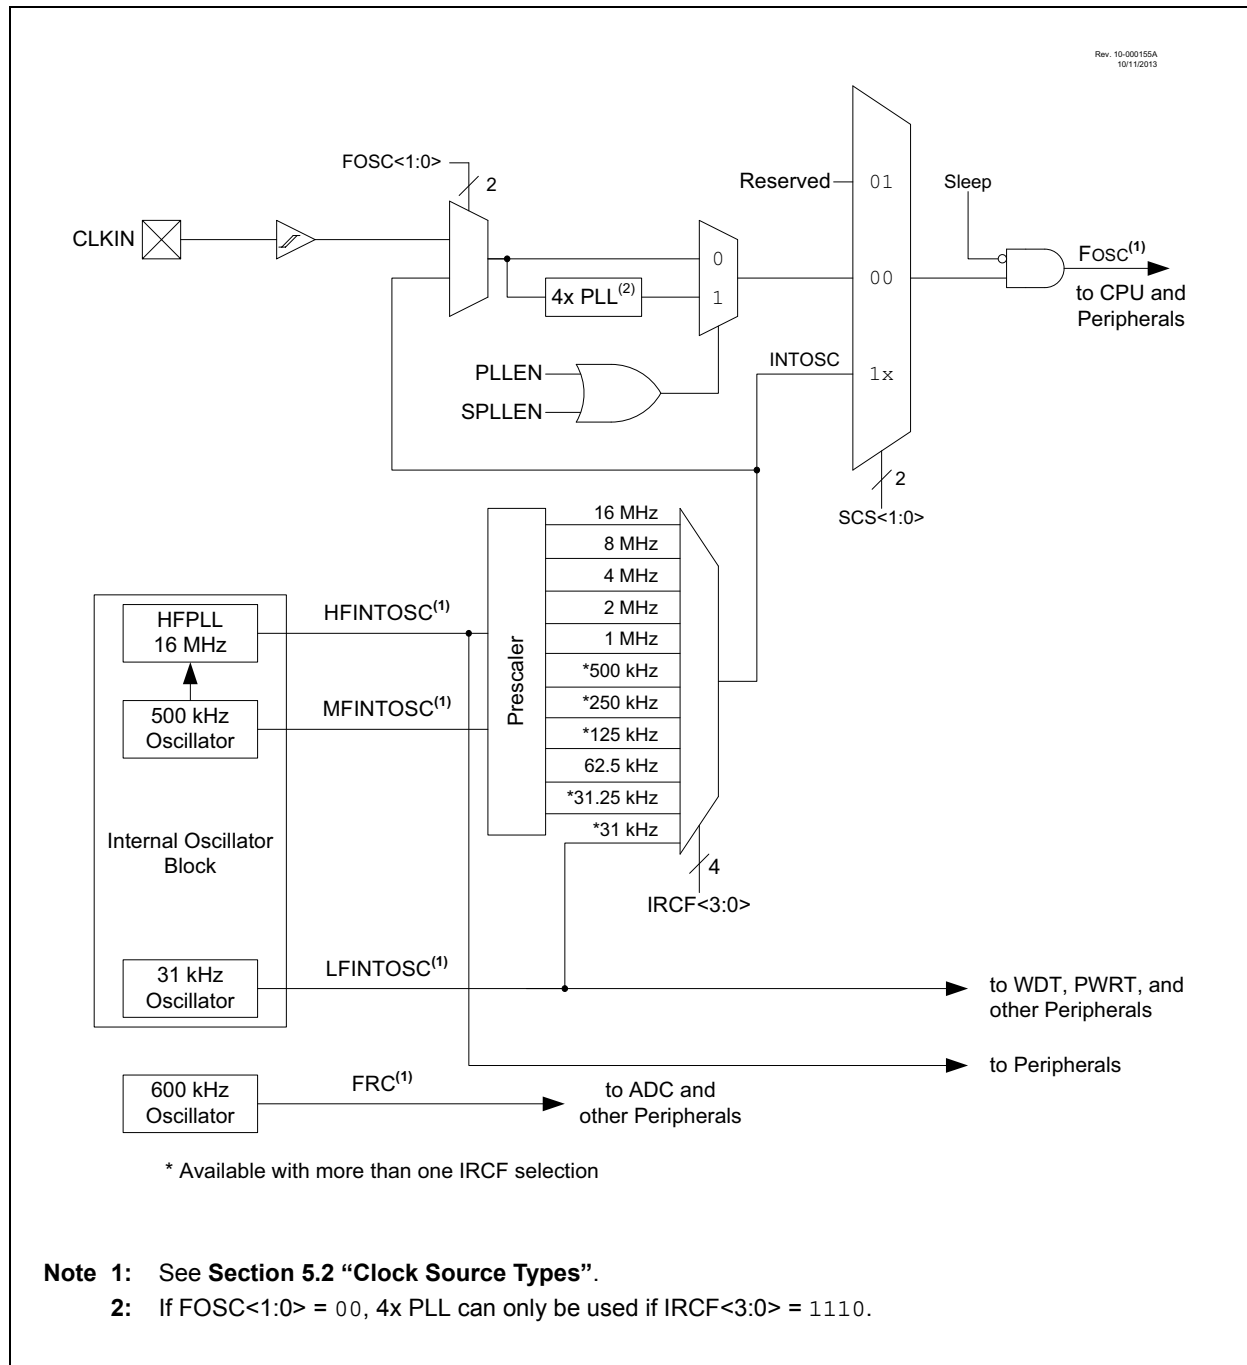 Rev. 10-000155A
10/11/2013
FOSC<1:0>
2
Reserved
01
Sleep
CLKIN
0
FOSC(1)
4x PLL(2)
1
00
to CPU and
Peripherals
PLLEN
SPLLEN
INTOSC
1x
2
SCS<1:0>
16 MHz
8 MHz
4 MHz
2 MHz
1 MHz
*500 kHz
*250 kHz
*125 kHz
62.5 kHz
*31.25 kHz
*31 kHz
HFPLL
16 MHz
HFINTOSC(1)
500 kHz
Oscillator
MFINTOSC(1)
Prescaler
Internal Oscillator
Block
4
IRCF<3:0>
31 kHz
Oscillator
LFINTOSC(1)
to WDT, PWRT, and
other Peripherals
to Peripherals
600 kHz
Oscillator
FRC(1)
to ADC and
other Peripherals
* Available with more than one IRCF selection
Note 1: See Section 5.2 “Clock Source Types”.
2: If FOSC<1:0> = 00, 4x PLL can only be used if IRCF<3:0> = 1110.